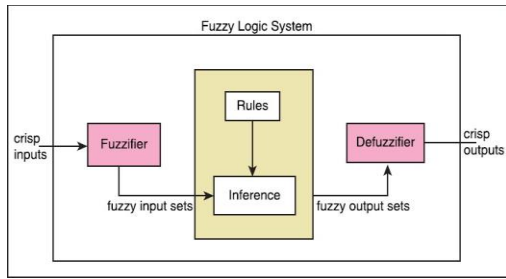 Fuzzy Logic System
crisp
inputs
Fuzzifier
Rules
Inference
Defuzzifier
crisp
outputs
fuzzy input sets
fuzzy output sets